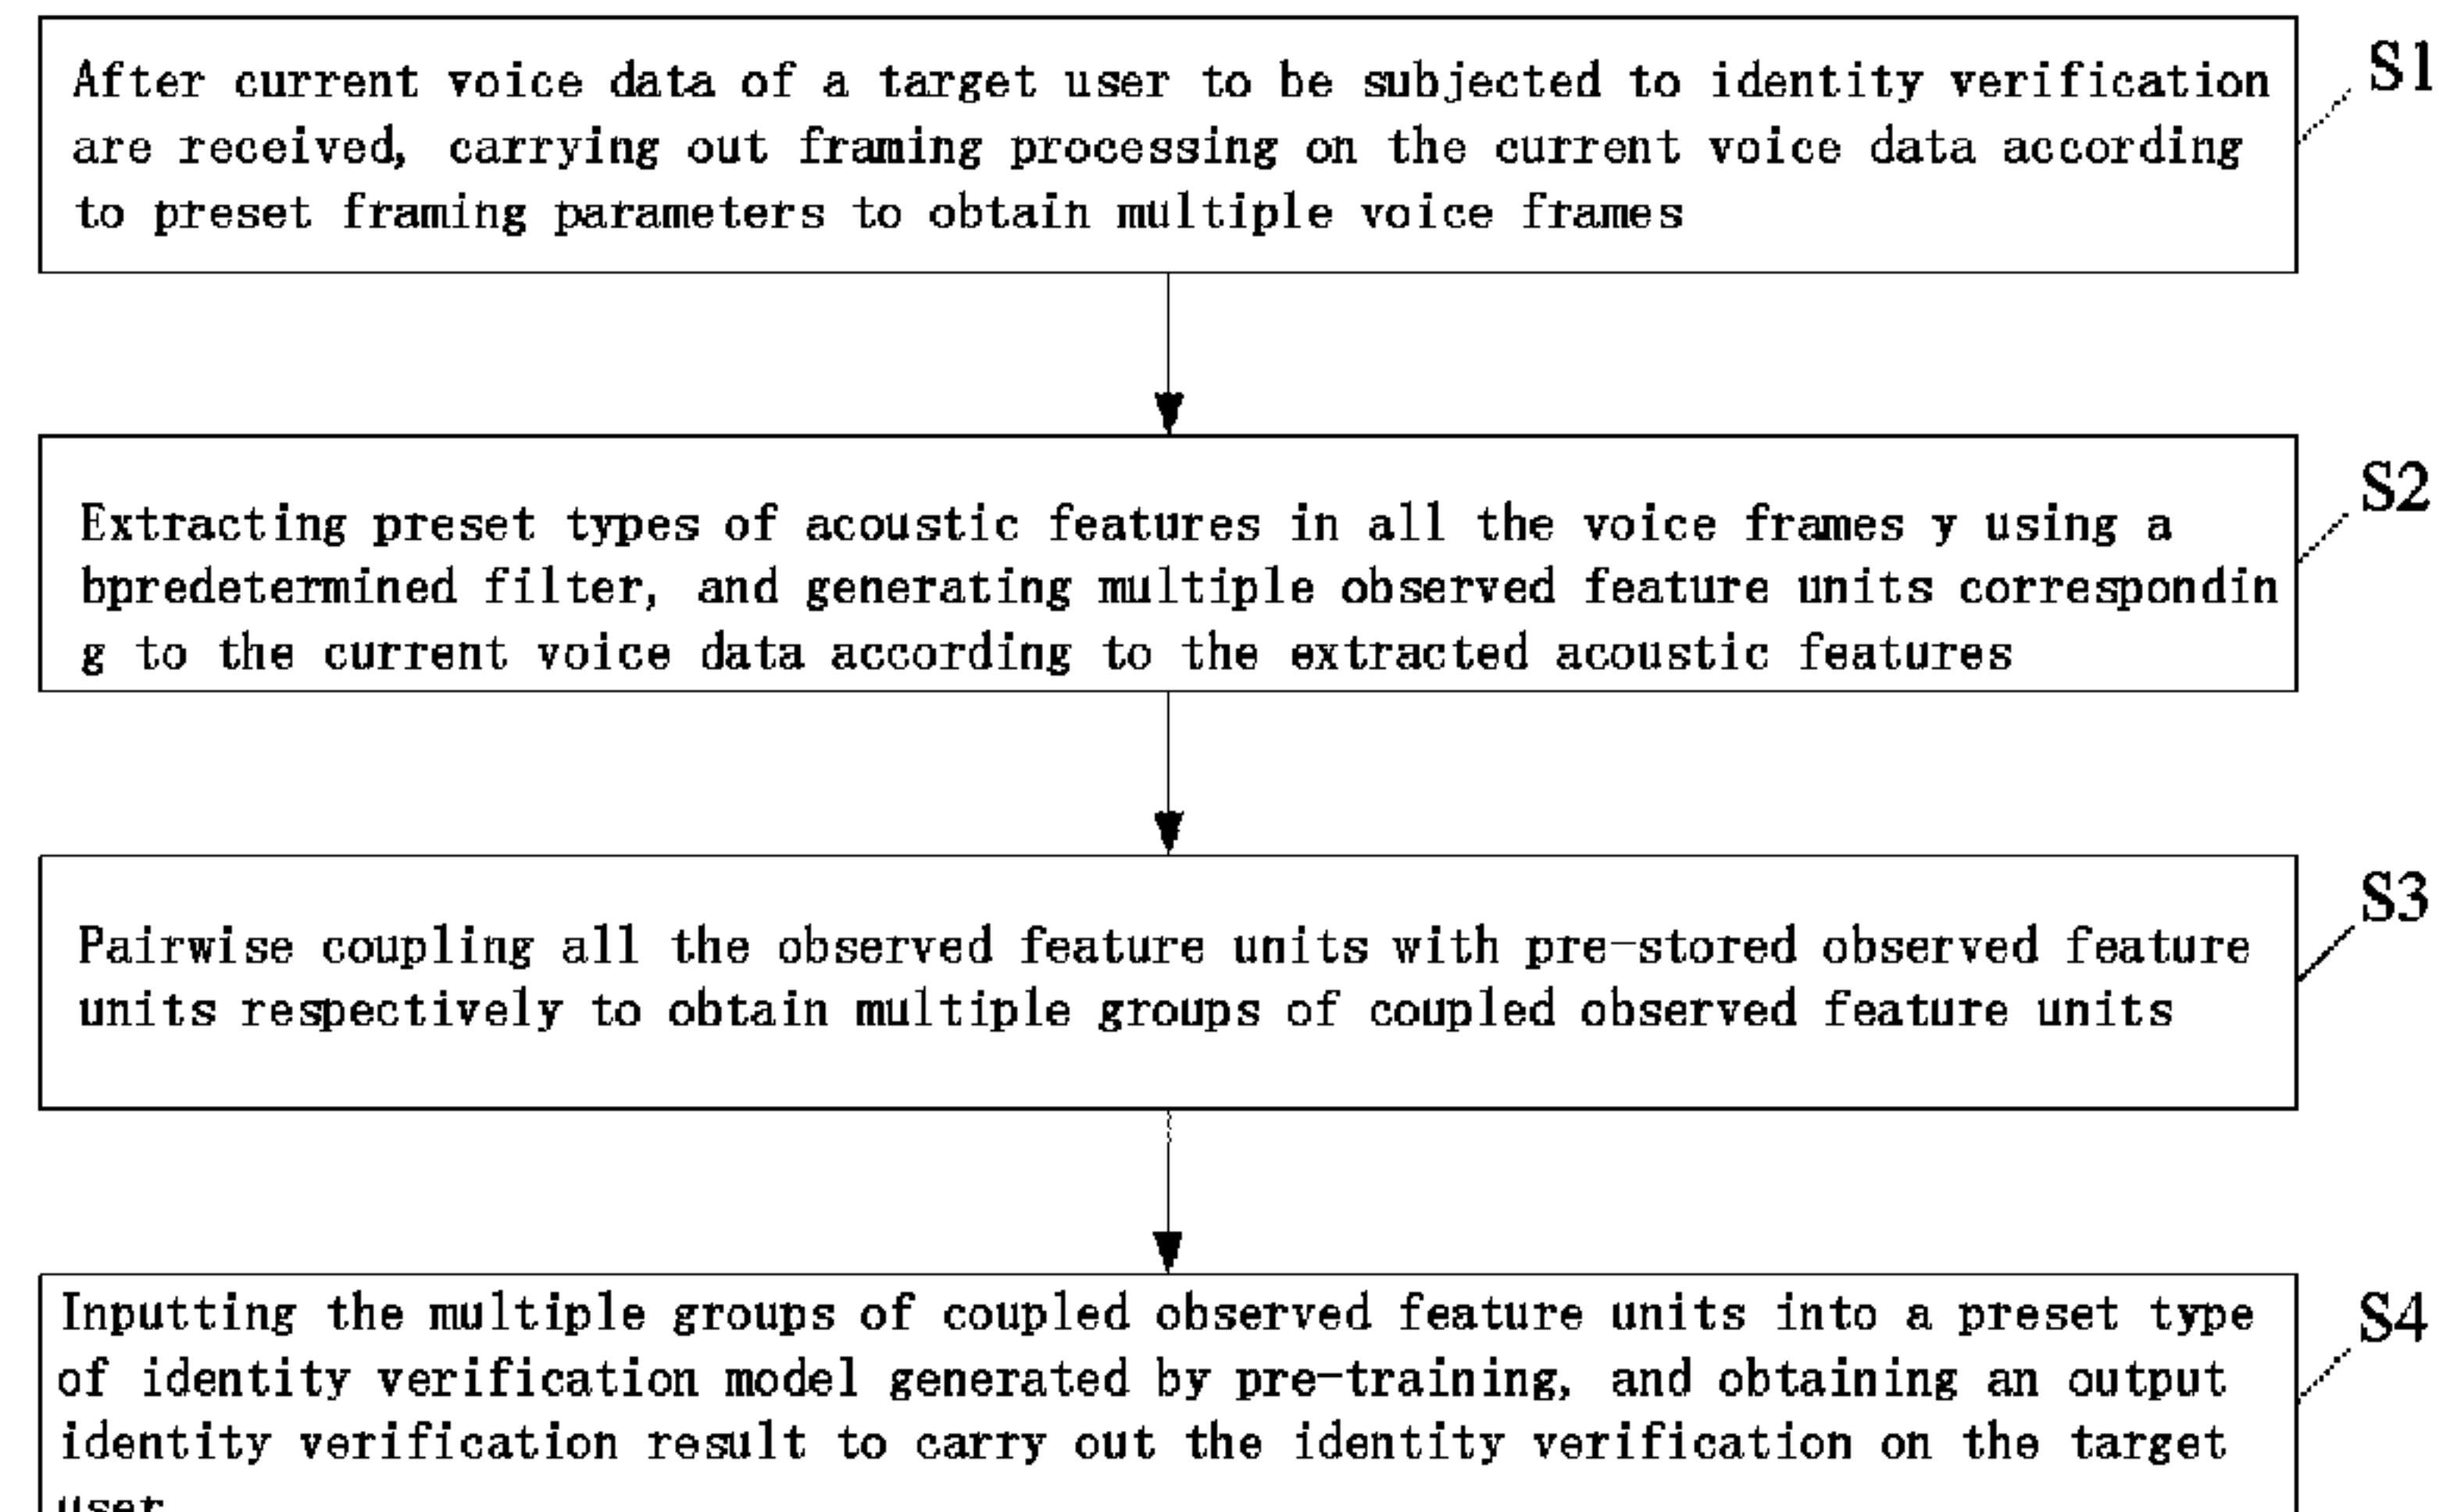 After current voice data of a target user to be subjected to identity verification
are received, carrying out framing processing on the current voice data according
to preset framing parameters to obtain multiple voice frames
S1
Extracting preset types of acoustic features in all the voice frames y using a
bpredetermined filter, and generating multiple observed feature units correspondin
g to the current voice data according to the extracted acoustic features
S2
Pairwise coupling all the observed feature units with pre-stored observed feature
units respectively to obtain multiple groups of coupled observed feature units
S3
Inputting the multiple groups of coupled observed feature units into a preset type
of identity verification model generated by pre-training, and obtaining an output
identity verification result to carry out the identity verification on the target
user
S4